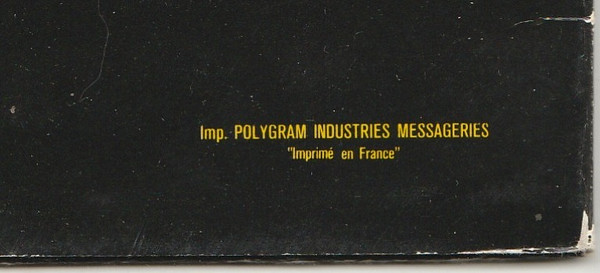 Imp. POLYGRAM INDUSTRIES MESSAGERIES
"Imprimé en France"